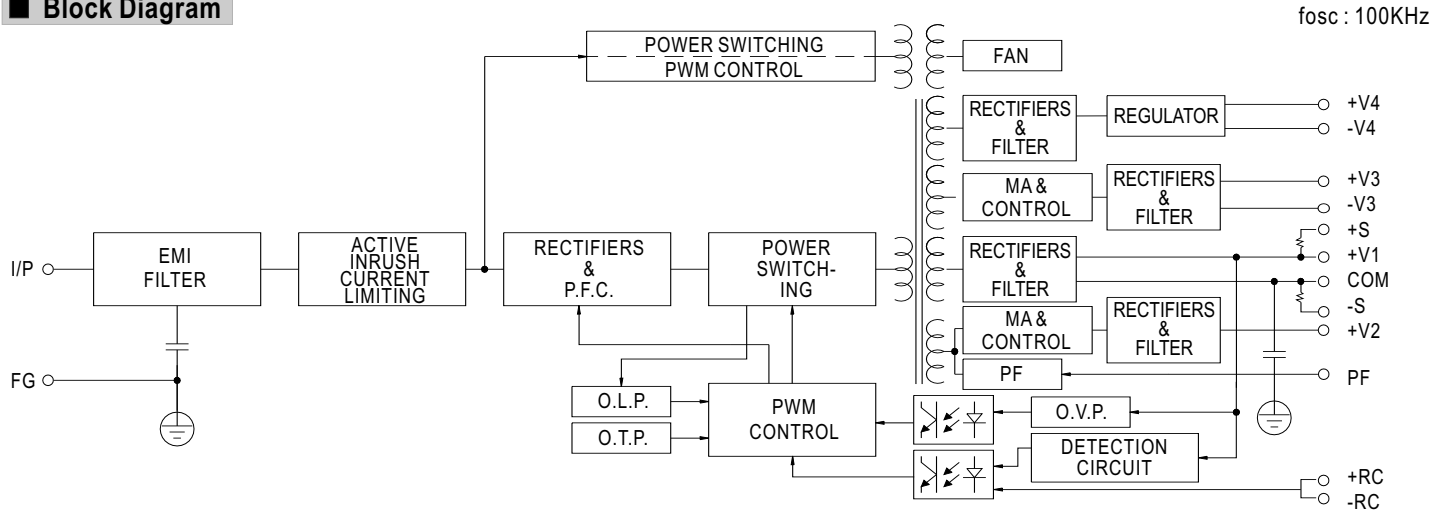 ■ Block Diagram
fosc : 100KHz
POWER SWITCHING
PWM CONTROL
FAN
RECTIFIERS
&
FILTER
REGULATOR
+V4
-V4
MA &
CONTROL
RECTIFIERS
&
FILTER
+V3
-V3
I/P
EMI
FILTER
ACTIVE
INRUSH
CURRENT
LIMITING
RECTIFIERS
&
P.F.C.
POWER
SWITCH-
ING
RECTIFIERS
&
FILTER
+S
+V1
COM
-S
MA &
CONTROL
RECTIFIERS
&
FILTER
+V2
PF
PF
FG
O.L.P.
O.T.P.
PWM
CONTROL
O.V.P.
DETECTION
CIRCUIT
+RC
-RC